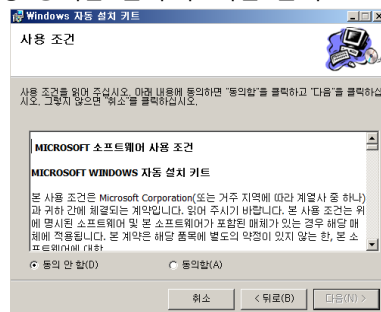 Windows 자동 설치 키트
사용 조건
사용 조건을 읽어 주십시오. 아래 내용에 동의하면 "동의함"을 클릭하고 "다음"을 클릭하십
시오. 그렇지 않으면 "취소"를 클릭하십시오.
MICROSOFT 소프트웨어 사용 조건
MICROSOFT WINDOWS 자동 설치 키트
본 사용 조건은 Microsoft Corporation(또는 거주 지역에 따라 계열사 중 하나)
과 귀하 간에 체결되는 계약입니다. 읽어 주시기 바랍니다. 본 사용 조건은 위
에 명시된 소프트웨어 및 본 소프트웨어가 포함된 매체가 있는 경우 해당 매
체에 적용됩니다. 본 계약은 해당 품목에 별도의 약정이 있지 않는 한, 본 소
프트웨어에 대한
동의 안 함(D) 동의함(A)
취소 < 뒤로(B) 다음(N) >